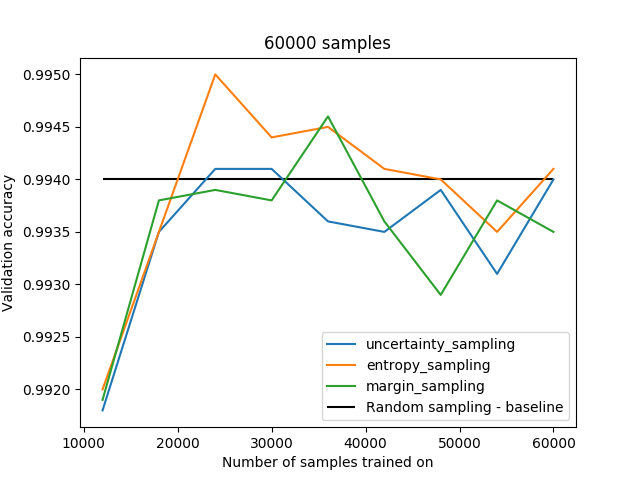 60000 samples
Validation accuracy
0.9950
0.9945
0.9940
0.9935
0.9930
0.9925
0.9920
uncertainty_sampling
entropy_sampling
margin_sampling
Random sampling - baseline
10000 20000 30000 40000 50000 60000
Number of samples trained on